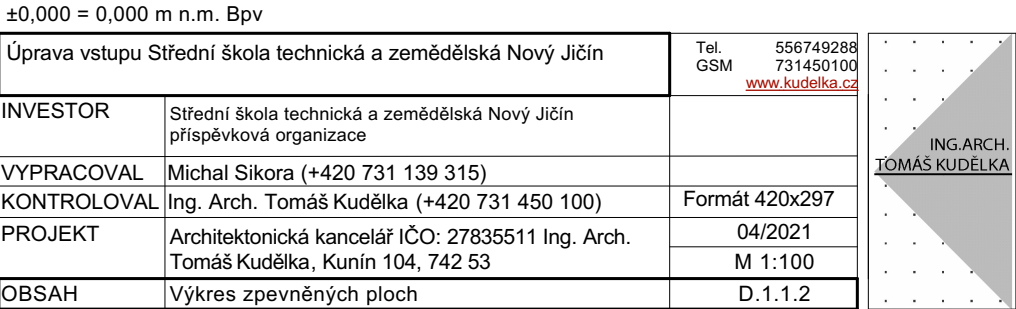 ±0,000 = 0,000 m n.m. Bpv
Úprava vstupu Střední škola technická a zemědělská Nový Jičín
Tel. 556749288
GSM 731450100
www.kudelka.cz
INVESTOR
Střední škola technická a zemědělská Nový Jičín
příspěvková organizace
VYPRACOVAL Michal Sikora (+420 731 139 315)
KONTROLOVAL Ing. Arch. Tomáš Kudělka (+420 731 450 100) Formát 420x297
PROJEKT
Architektonická kancelář IČO: 27835511 Ing. Arch.
Tomáš Kudělka, Kunín 104, 742 53
04/2021
M 1:100
OBSAH Výkres zpevněných ploch D.1.1.2
ING.ARCH.
TOMÁŠ KUDĚLKA